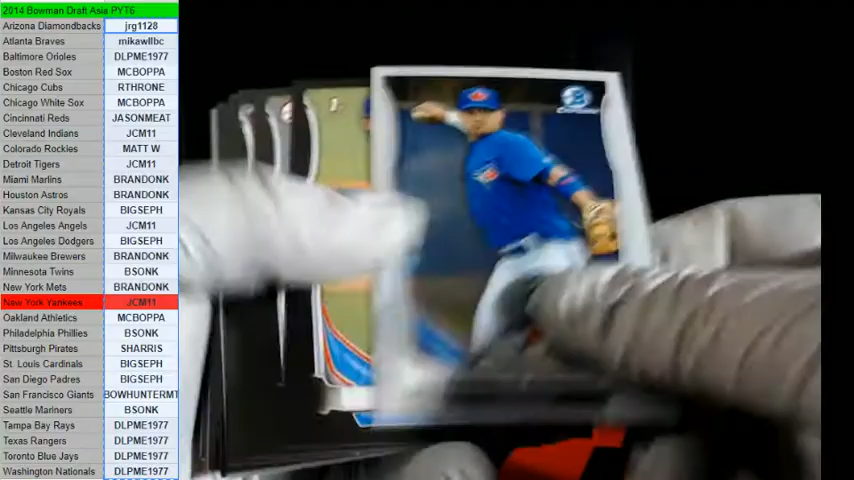 2014 Bowman Draft Asia PYT6
Arizona Diamondbacks jrg1128
Atlanta Braves mikawllbc
Baltimore Orioles DLPME1977
Boston Red Sox MCBOPPA
Chicago Cubs RTHRONE
Chicago White Sox MCBOPPA
Cincinnati Reds JASONMEAT
Cleveland Indians JCM11
Colorado Rockies MATT W
Detroit Tigers JCM11
Miami Marlins BRANDONK
Houston Astros BRANDONK
Kansas City Royals BIGSEPH
Los Angeles Angels JCM11
Los Angeles Dodgers BIGSEPH
Milwaukee Brewers BRANDONK
Minnesota Twins BSONK
New York Mets BRANDONK
New York Yankees JCM11
Oakland Athletics MCBOPPA
Philadelphia Phillies BSONK
Pittsburgh Pirates SHARRIS
St. Louis Cardinals BIGSEPH
San Diego Padres BIGSEPH
San Francisco Giants BOWHUNTERMT
Seattle Mariners BSONK
Tampa Bay Rays DLPME1977
Texas Rangers DLPME1977
Toronto Blue Jays DLPME1977
Washington Nationals DLPME1977